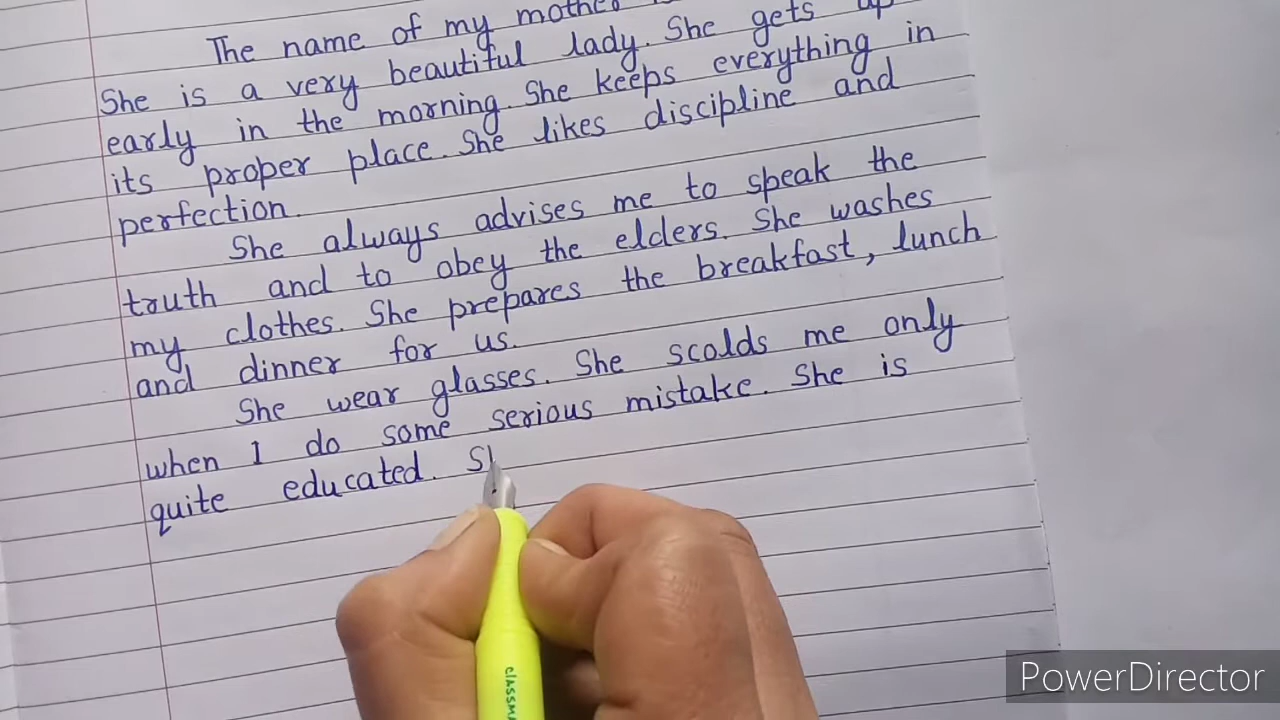 The name of my mother
She is a very beautiful lady. She gets up
early in the morning. She keeps everything in
its proper place. She likes discipline and
perfection.
She always advises me to speak the
truth and to obey the elders. She washes
my clothes. She prepares the breakfast, lunch
and dinner for us.
She wear glasses. She scolds me only
when I do some serious mistake. She is
quite educated.
PowerDirector